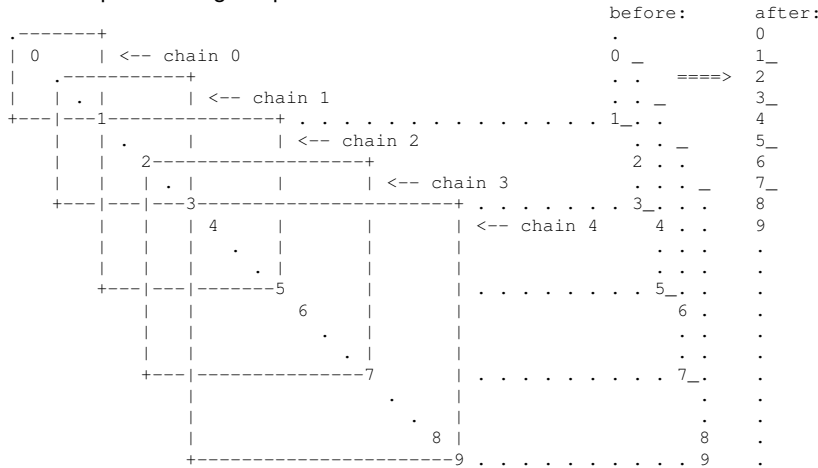 before: after:
.-------+ . 0
| 0 | <-- chain 0 0 _ 1_
| .-----------+ . . ====> 2
| | . | | <-- chain 1 . . _ 3_
+---|---1---------------+ . . . . . . . . . . . . . . 1_. . 4
| | . | | <-- chain 2 . . _ 5_
| | 2-------------------+ 2 . . 6
| | | . | | | <-- chain 3 . . . _ 7_
+---|---|---3-----------------------+ . . . . . . . 3_. . . 8
| | | 4 | | | <-- chain 4 4 . . 9
| | | . | | | . . . .
| | | . | | | . . . .
+---|---|-------5 | | . . . . . . . . 5_. . .
| | 6 | | 6 . .
| | . | | . . .
| | . | | . . .
+---|---------------7 | . . . . . . . . . 7_. .
| . | . .
| . | . .
| 8 | 8 .
+-----------------------9 . . . . . . . . . . 9 .